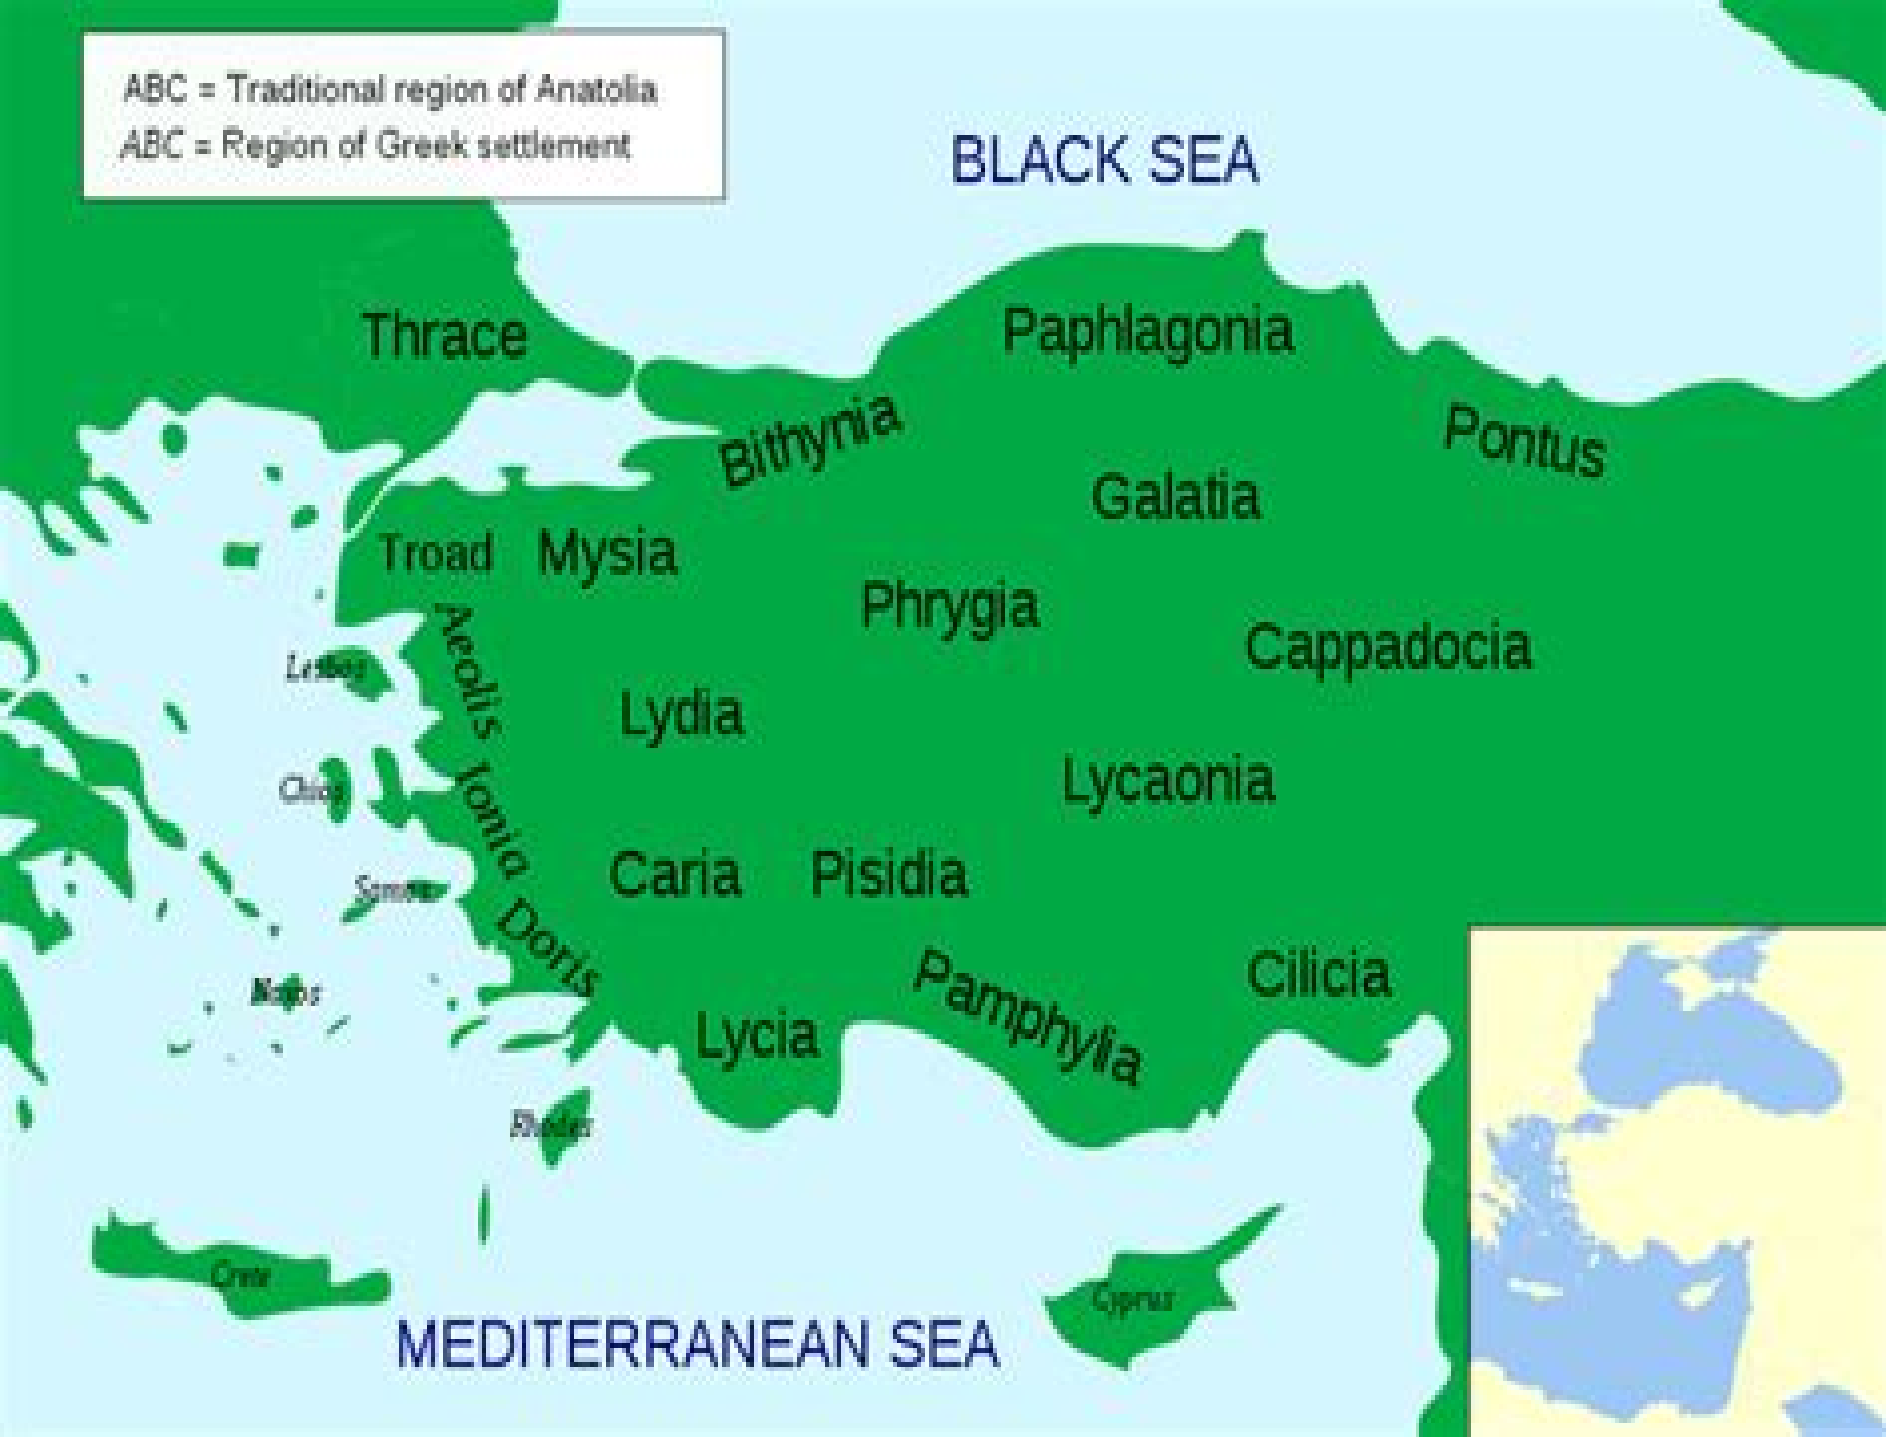 ABC = Traditional region of Anatolia
ABC = Region of Greek settlement
BLACK SEA
Thrace
Paphlagonia
Bithynia
Pontus
Galatia
Troad
Mysia
Phrygia
Aeolis
Cappadocia
Lesbos
Lydia
Ionia
Lycaonia
Chios
Caria
Pisidia
Samos
Doris
Pamphylia
Cilicia
Naxos
Lycia
Rhodes
Crete
Cyprus
MEDITERRANEAN SEA